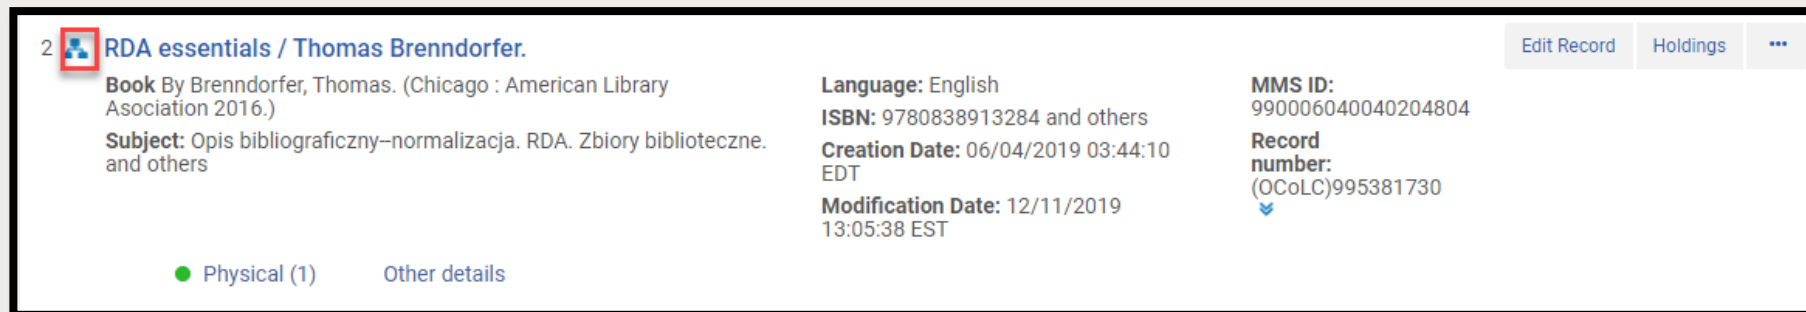 2 RDA essentials / Thomas Brenndorfer.
Edit Record Holdings •••
Book By Brenndorfer, Thomas. (Chicago : American Library
Asociation 2016.)
Subject: Opis bibliograficzny--normalizacja. RDA. Zbiory biblioteczne.
and others
Language: English
ISBN: 9780838913284 and others
Creation Date: 06/04/2019 03:44:10
EDT
Modification Date: 12/11/2019
13:05:38 EST
MMS ID:
990006040040204804
Record
number:
(OCoLC)995381730
Physical (1) Other details